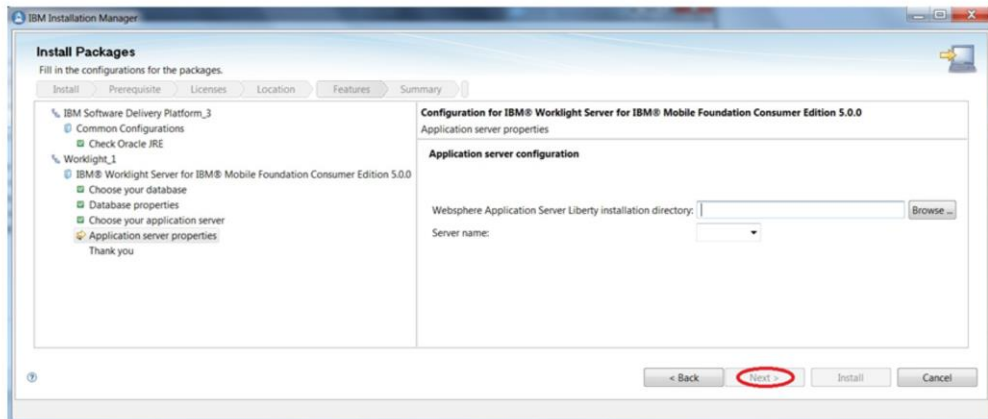 IBM Installation Manager
Install Packages
Fill in the configurations for the packages.
Install Prerequisite Licenses Location Features Summary
IBM Software Delivery Platform_3
Common Configurations
Check Oracle JRE
Worklight_1
IBM® Worklight Server for IBM® Mobile Foundation Consumer Edition 5.0.0
Choose your database
Database properties
Choose your application server
Application server properties
Thank you
Configuration for IBM® Worklight Server for IBM® Mobile Foundation Consumer Edition 5.0.0
Application server properties
Application server configuration
Websphere Application Server Liberty installation directory: Browse ...
Server name:
< Back Next > Install Cancel